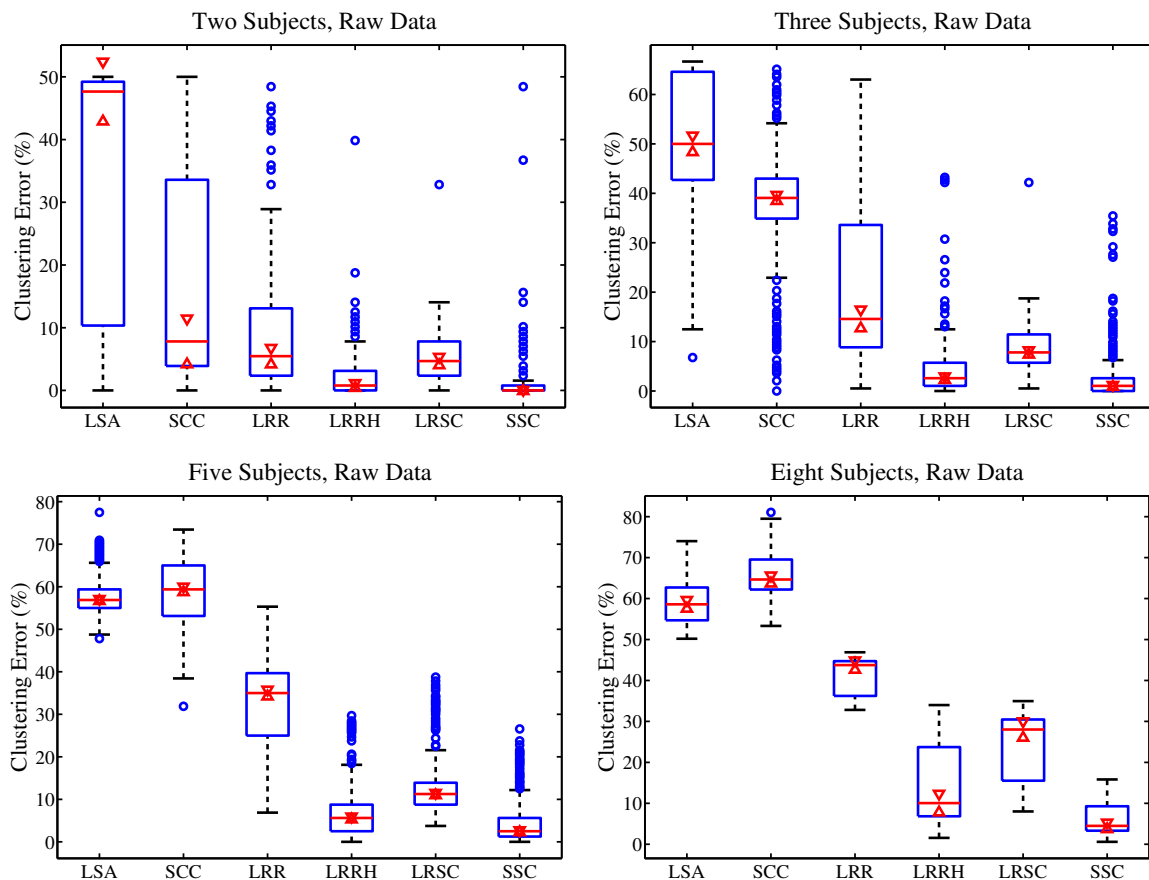 Two Subjects, Raw Data
Clustering Error (%)
50
40
30
20
10
0
LSA SCC LRR LRRH LRSC SSC
Three Subjects, Raw Data
Clustering Error (%)
60
50
40
30
20
10
0
LSA SCC LRR LRRH LRSC SSC
Five Subjects, Raw Data
Clustering Error (%)
80
70
60
50
40
30
20
10
0
LSA SCC LRR LRRH LRSC SSC
Eight Subjects, Raw Data
Clustering Error (%)
80
70
60
50
40
30
20
10
0
LSA SCC LRR LRRH LRSC SSC